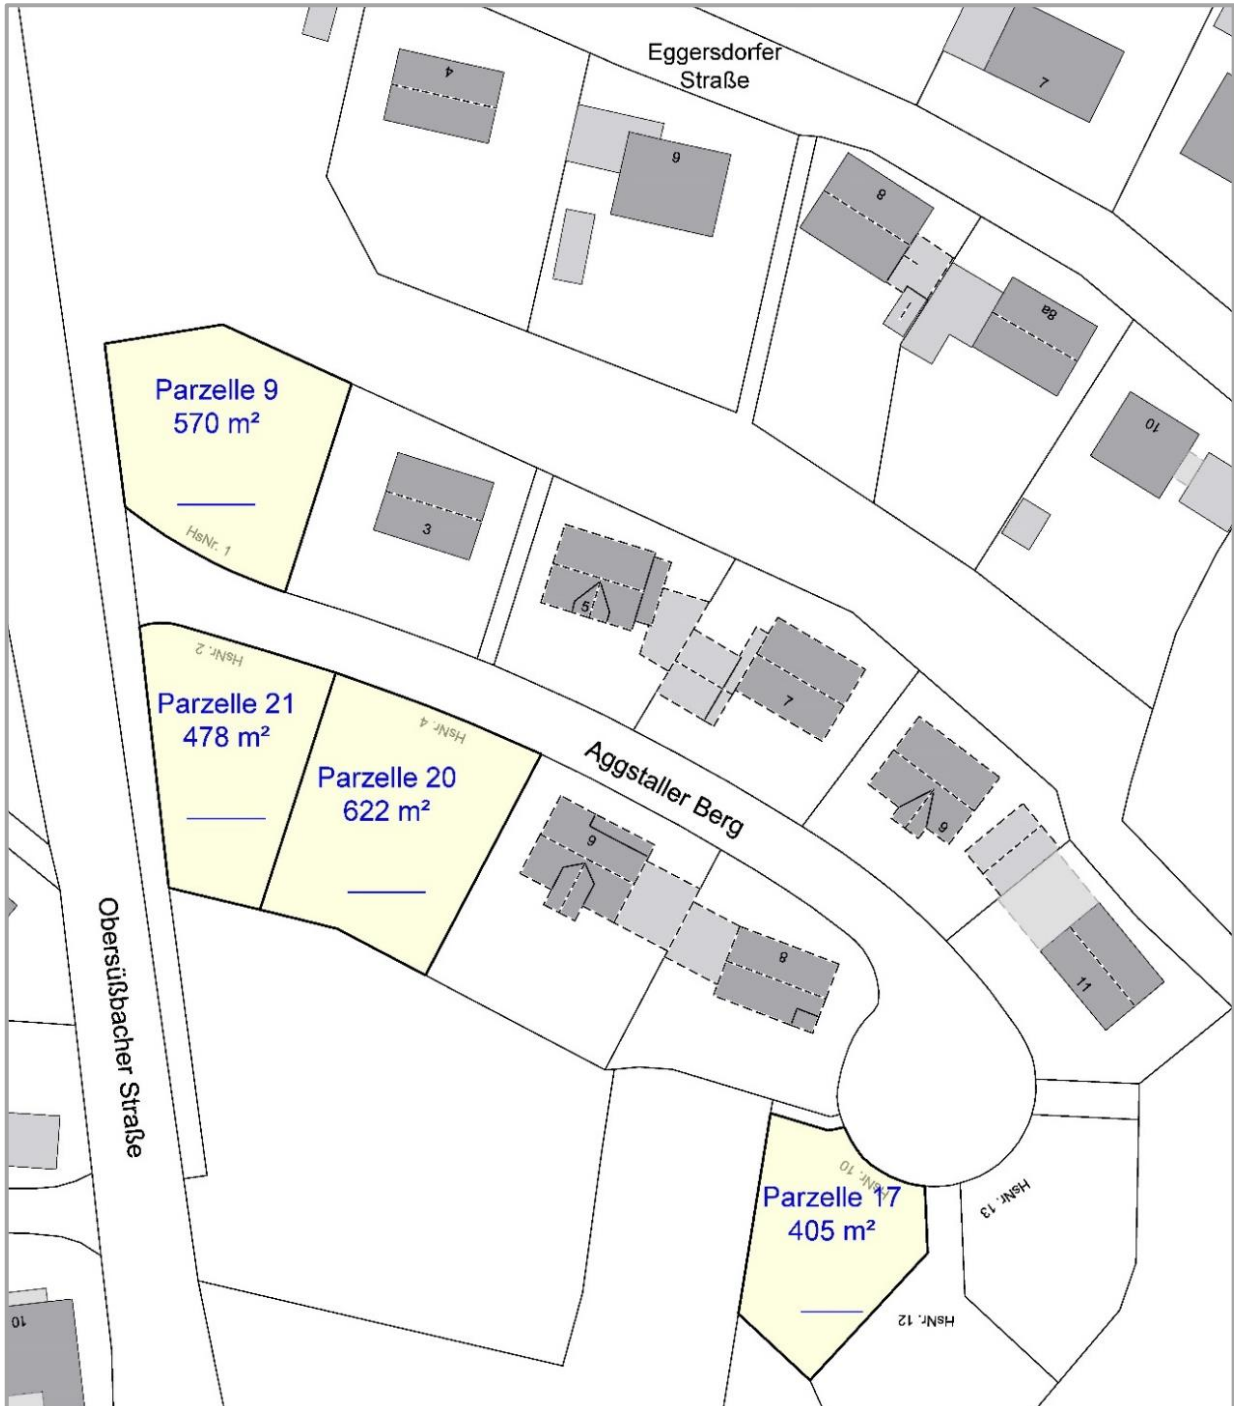 Eggersdorfer
Straße
4
6
7
8
8a
10
Parzelle 9
570 m²
HsNr. 1
3
5
7
HsNr. 2
Parzelle 21
478 m²
HsNr. 4
Parzelle 20
622 m²
Aggstaller Berg
9
6
8
11
Obersüßbacher Straße
HsNr. 10
Parzelle 17
405 m²
HsNr. 13
HsNr. 12
10